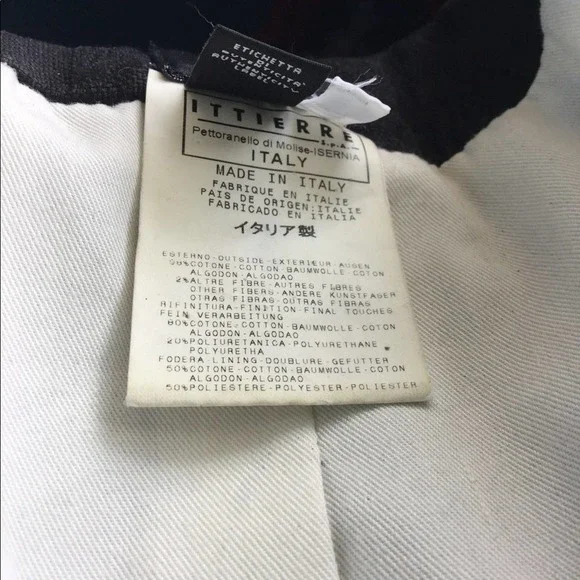 ETICHETTA
DI
AUTENTICITA'
AUTHENTICITY
LABEL
ITTIERRE
S.p.A.
Pettoranello di Molise-ISERNIA
ITALY
MADE IN ITALY
FABRIQUE EN ITALIE
PAIS DE ORIGEN:ITALIE
FABRICADO EN ITALIA
イタリア製
ESTERNO-OUTSIDE-EXTERIEUR-AUSEN
98%COTONE-COTTON-BAUMWOLLE-COTON
ALGODON-ALGODAO
2%ALTRE FIBRE-AUTRES FIBRES
OTHER FIBERS-ANDERE KUNSTFASER
OTRAS FIBRAS-OUTRAS FIBRAS
RIFINITURA-FINITION-FINAL TOUCHES
FEIN VERARBEITUNG
80%COTONE-COTTON-BAUMWOLLE-COTON
ALGODON-ALGODAO
20%POLIURETANICA-POLYURETHANE
POLYURETHA
FODERA-LINING-DOUBLURE-GEFUTTER
50%COTONE-COTTON-BAUMWOLLE-COTON
ALGODON-ALGODAO
50%POLIESTERE-POLYESTER-POLIESTER